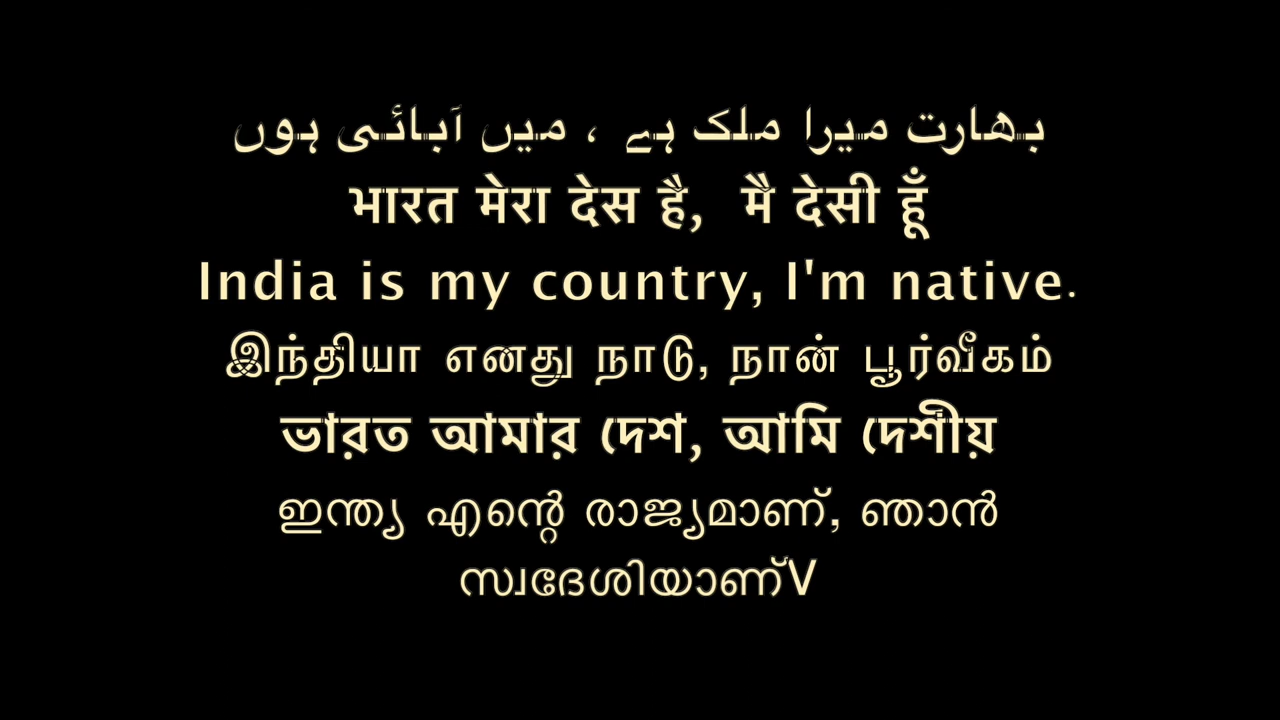 بھارت میرا ملک ہے ، میں آبائی ہوں
भारत मेरा देस है, मै देसी हूँ
India is my country, I'm native.
இந்தியா எனது நாடு, நான் பூர்வீகம்
ভারত আমার দেশ, আমি দেশীয়
ഇന്ത്യ എന്റെ രാജ്യമാണ്, ഞാൻ
സ്വദേശിയാണ്V